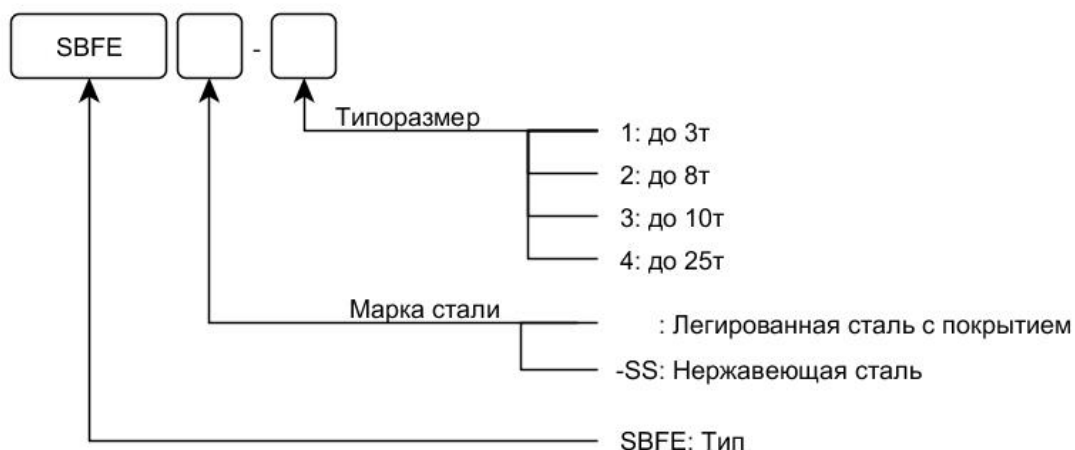 SBFE -
Типоразмер
1: до 3т
2: до 8т
3: до 10т
4: до 25т
Марка стали
: Легированная сталь с покрытием
-SS: Нержавеющая сталь
SBFE: Тип